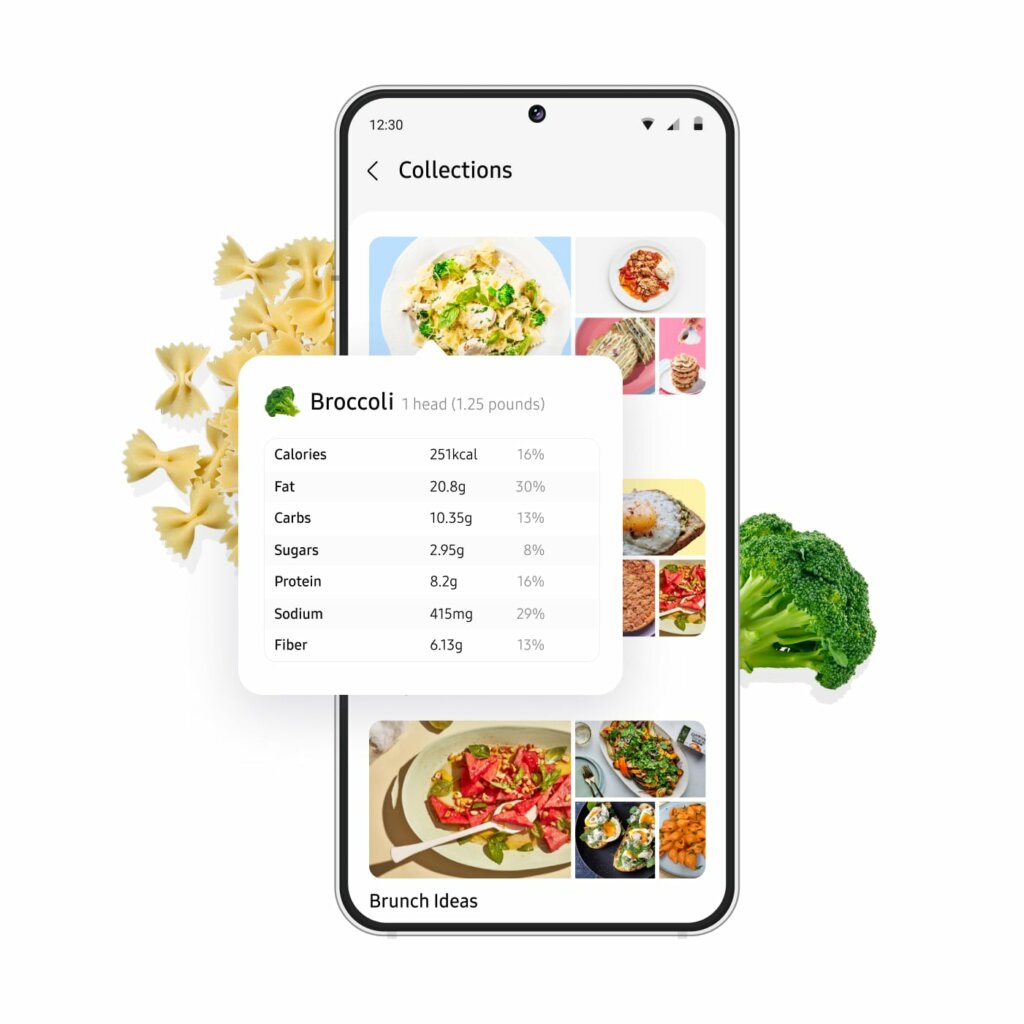 12:30
Collections
Broccoli 1 head (1.25 pounds)
Calories 251kcal 16%
Fat 20.8g 30%
Carbs 10.35g 13%
Sugars 2.95g 8%
Protein 8.2g 16%
Sodium 415mg 29%
Fiber 6.13g 13%
Brunch Ideas